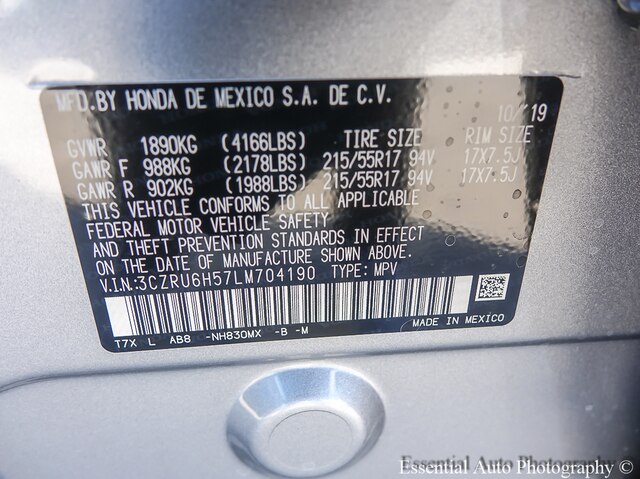 MFD.BY HONDA DE MEXICO S.A. DE C.V.
10/19
GVWR 1890KG (4166LBS) TIRE SIZE RIM SIZE
GAWR F 988KG (2178LBS) 215/55R17 94V 17X7.5J
GAWR R 902KG (1988LBS) 215/55R17 94V 17X7.5J
THIS VEHICLE CONFORMS TO ALL APPLICABLE
FEDERAL MOTOR VEHICLE SAFETY
AND THEFT PREVENTION STANDARDS IN EFFECT
ON THE DATE OF MANUFACTURE SHOWN ABOVE.
V.I.N:3CZRU6H57LM704190 TYPE: MPV
MADE IN MEXICO
T7X L AB8 -NH830MX -B -M
Essential Auto Photography ©